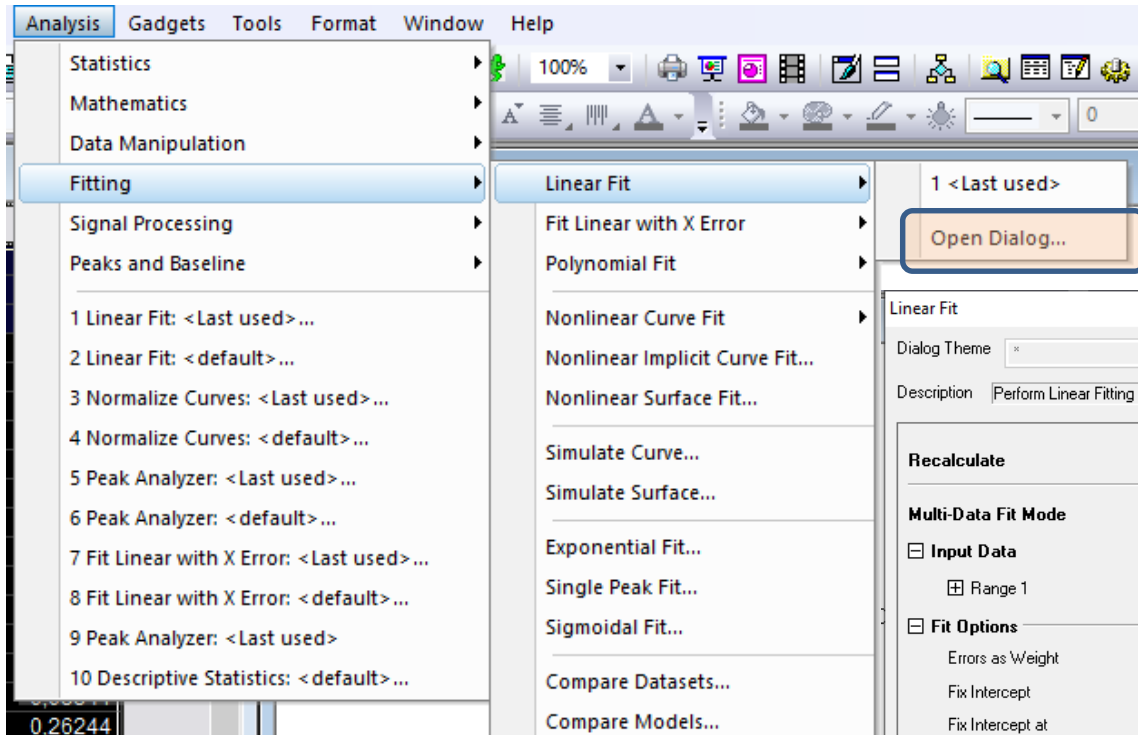 Analysis Gadgets Tools Format Window Help
100%
0
Statistics
Mathematics
Data Manipulation
Fitting
Signal Processing
Peaks and Baseline
1 Linear Fit: <Last used>...
2 Linear Fit: <default>...
3 Normalize Curves: <Last used>...
4 Normalize Curves: <default>...
5 Peak Analyzer: <Last used>...
6 Peak Analyzer: <default>...
7 Fit Linear with X Error: <Last used>...
8 Fit Linear with X Error: <default>...
9 Peak Analyzer: <Last used>
10 Descriptive Statistics: <default>...
0,26244
Linear Fit
Fit Linear with X Error
Polynomial Fit
Nonlinear Curve Fit
Nonlinear Implicit Curve Fit...
Nonlinear Surface Fit...
Simulate Curve...
Simulate Surface...
Exponential Fit...
Single Peak Fit...
Sigmoidal Fit...
Compare Datasets...
Compare Models...
1 <Last used>
Open Dialog...
Linear Fit
Dialog Theme *
Description Perform Linear Fitting
Recalculate
Multi-Data Fit Mode
Input Data
Range 1
Fit Options
Errors as Weight
Fix Intercept
Fix Intercept at